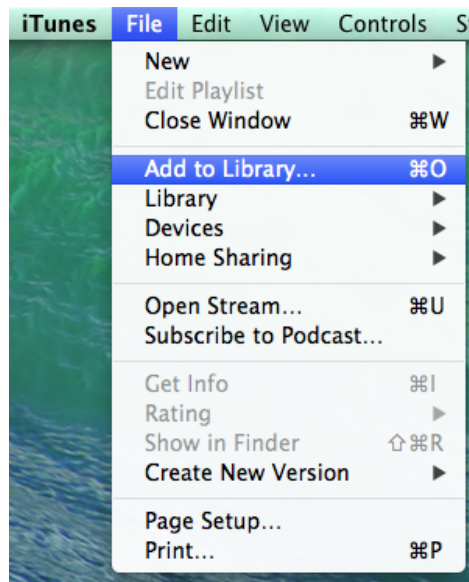 iTunes File Edit View Controls S
New ▶
Edit Playlist
Close Window ⌘W
Add to Library... ⌘O
Library ▶
Devices ▶
Home Sharing ▶
Open Stream... ⌘U
Subscribe to Podcast...
Get Info ⌘I
Rating ▶
Show in Finder ⇧⌘R
Create New Version ▶
Page Setup...
Print... ⌘P